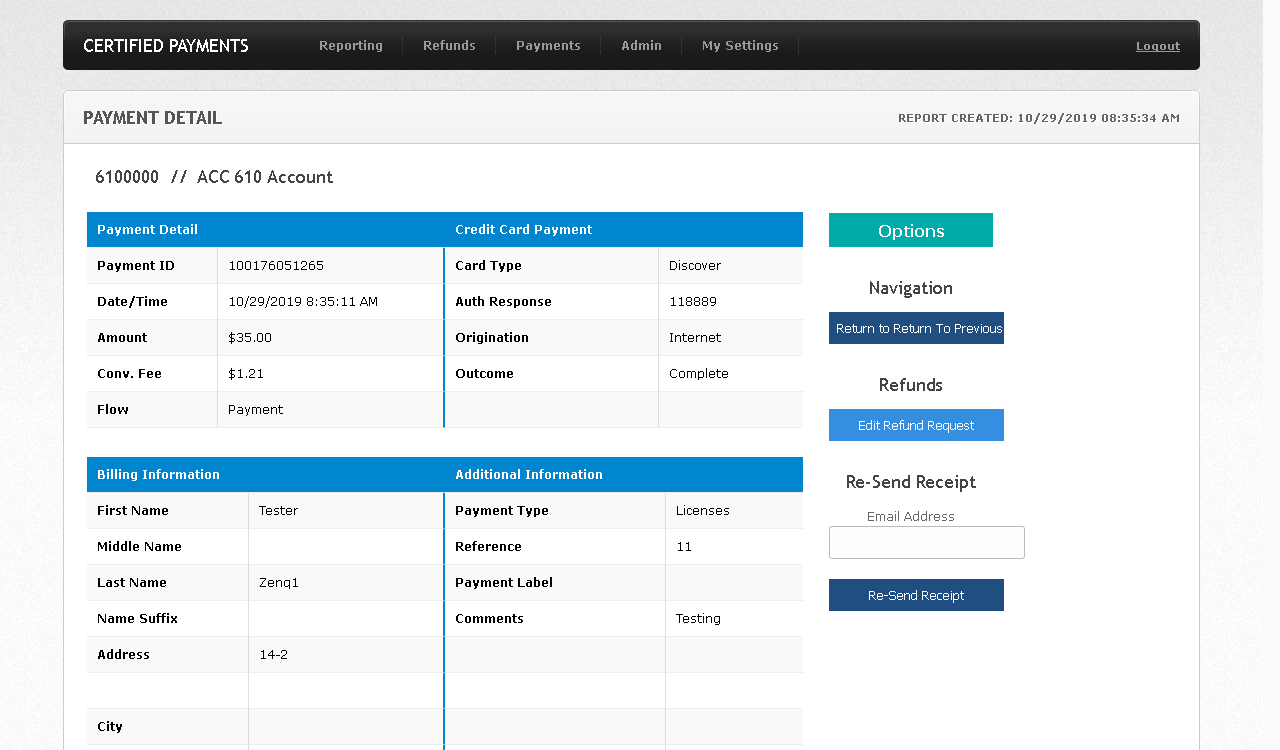 CERTIFIED PAYMENTS Reporting Refunds Payments Admin My Settings Logout
PAYMENT DETAIL REPORT CREATED: 10/29/2019 08:35:34 AM
6100000 // ACC 610 Account
Payment Detail Credit Card Payment
Payment ID 100176051265 Card Type Discover
Date/Time 10/29/2019 8:35:11 AM Auth Response 118889
Amount $35.00 Origination Internet
Conv. Fee $1.21 Outcome Complete
Flow Payment
Billing Information Additional Information
First Name Tester Payment Type Licenses
Middle Name Reference 11
Last Name Zenq1 Payment Label
Name Suffix Comments Testing
Address 14-2
City
Options
Navigation
Return to Return To Previous
Refunds
Edit Refund Request
Re-Send Receipt
Email Address
Re-Send Receipt